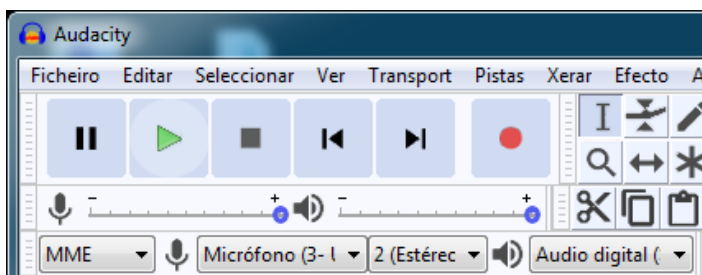 Audacity
Ficheiro Editar Seleccionar Ver Transport Pistas Xerar Efecto A
MME Micrófono (3- U 2 (Estérec Audio digital (